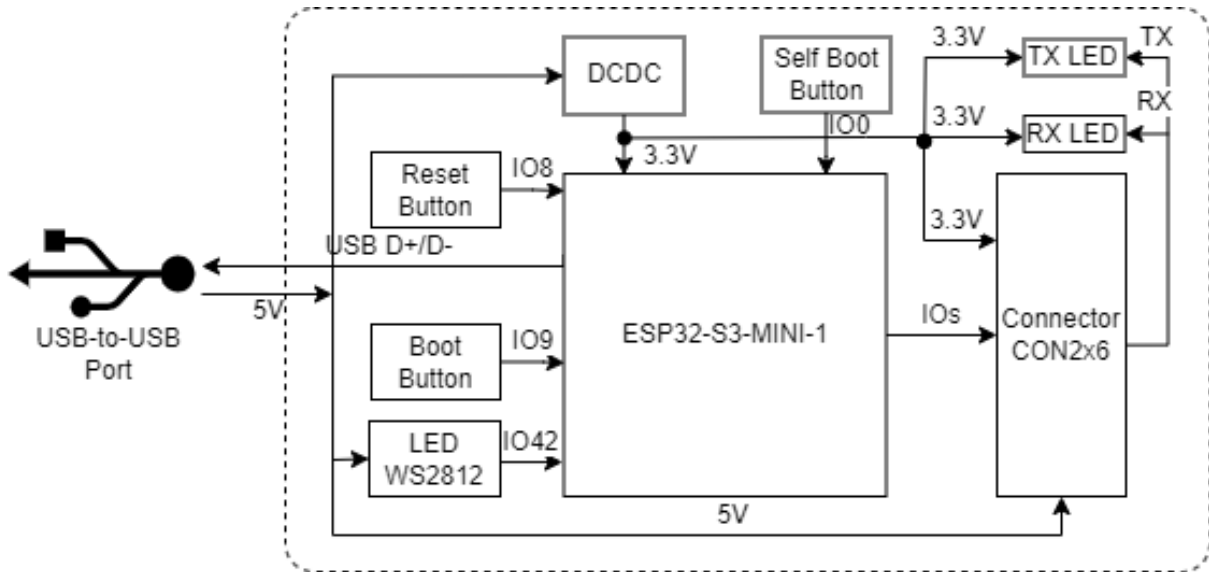 3.3V
TX
TX LED
DCDC
Self Boot
Button
RX
3.3V
IO0
RX LED
3.3V
Reset
Button
IO8
3.3V
USB D+/D-
5V
USB-to-USB
Port
Boot
Button
IO9
ESP32-S3-MINI-1
IOs
Connector
CON2x6
LED
WS2812
IO42
5V